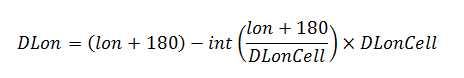 DLon = (lon + 180) − int (lon + 180 / DLonCell) × DLonCell